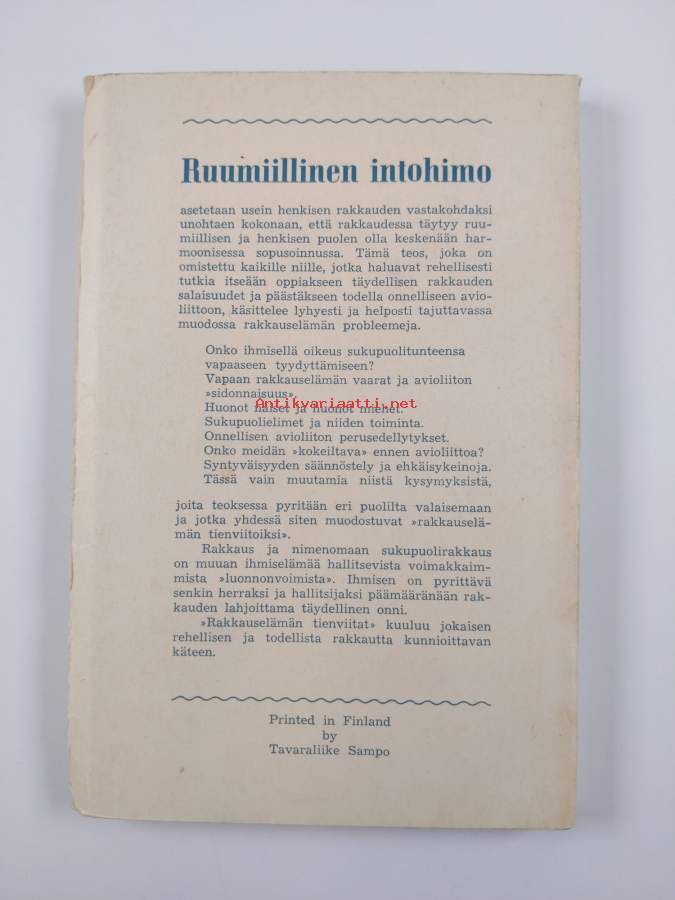 Ruumiillinen intohimo
asetetaan usein henkisen rakkauden vastakohdaksi
unohtaen kokonaan, että rakkaudessa täytyy ruu-
miillisen ja henkisen puolen olla keskenään har-
moonisessa sopusoinnussa. Tämä teos, joka on
omistettu kaikille niille, jotka haluavat rehellisesti
tutkia itseään oppiakseen täydellisen rakkauden
salaisuudet ja päästäkseen todella onnelliseen avio-
liittoon, käsittelee lyhyesti ja helposti tajuttavassa
muodossa rakkauselämän probleemeja.
Onko ihmisellä oikeus sukupuolitunteensa
vapaaseen tyydyttämiseen?
Vapaan rakkauselämän vaarat ja avioliiton
»sidonnaisuus».
Antikvariaatti.net
Huonot naiset ja huonot miehet.
Sukupuolielimet ja niiden toiminta.
Onnellisen avioliiton perusedellytykset.
Onko meidän »kokeiltava» ennen avioliittoa?
Syntyväisyyden säännöstely ja ehkäisykeinoja.
Tässä vain muutamia niistä kysymyksistä,
joita teoksessa pyritään eri puolilta valaisemaan
ja jotka yhdessä siten muodostuvat »rakkauselä-
män tienviitoiksi».
Rakkaus ja nimenomaan sukupuolirakkaus
on muuan ihmiselämää hallitsevista voimakkaim-
mista »luonnonvoimista». Ihmisen on pyrittävä
senkin herraksi ja hallitsijaksi päämääränään rak-
kauden lahjoittama täydellinen onni.
»Rakkauselämän tienviitat» kuuluu jokaisen
rehellisen ja todellista rakkautta kunnioittavan
käteen.
Printed in Finland
by
Tavaraliike Sampo